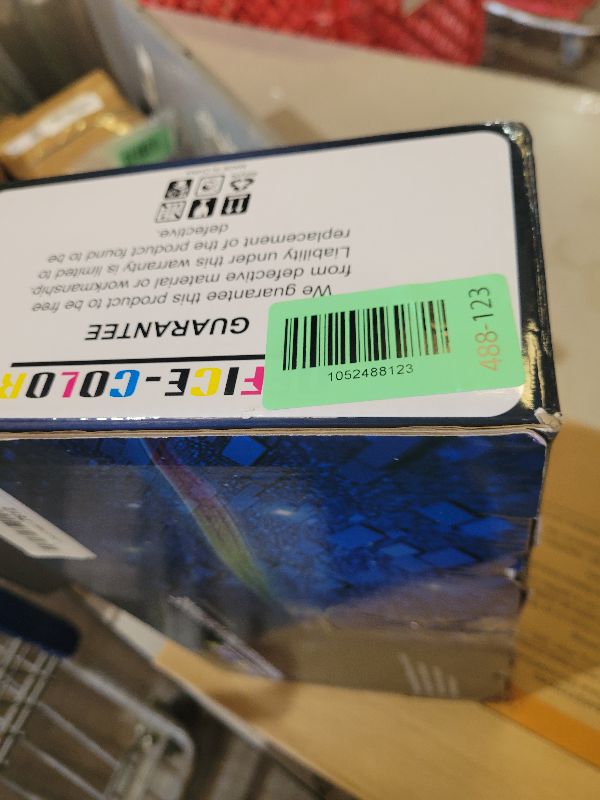 FICE-COLOR
GUARANTEE
We guarantee this product to be free
from defective material or workmanship.
Liability under this warranty is limited to
replacement of the product found to be
defective.
1052488123
488-123